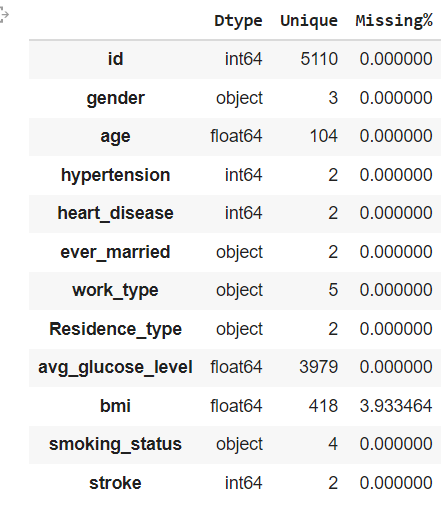 Dtype Unique Missing%
id int64 5110 0.000000
gender object 3 0.000000
age float64 104 0.000000
hypertension int64 2 0.000000
heart_disease int64 2 0.000000
ever_married object 2 0.000000
work_type object 5 0.000000
Residence_type object 2 0.000000
avg_glucose_level float64 3979 0.000000
bmi float64 418 3.933464
smoking_status object 4 0.000000
stroke int64 2 0.000000